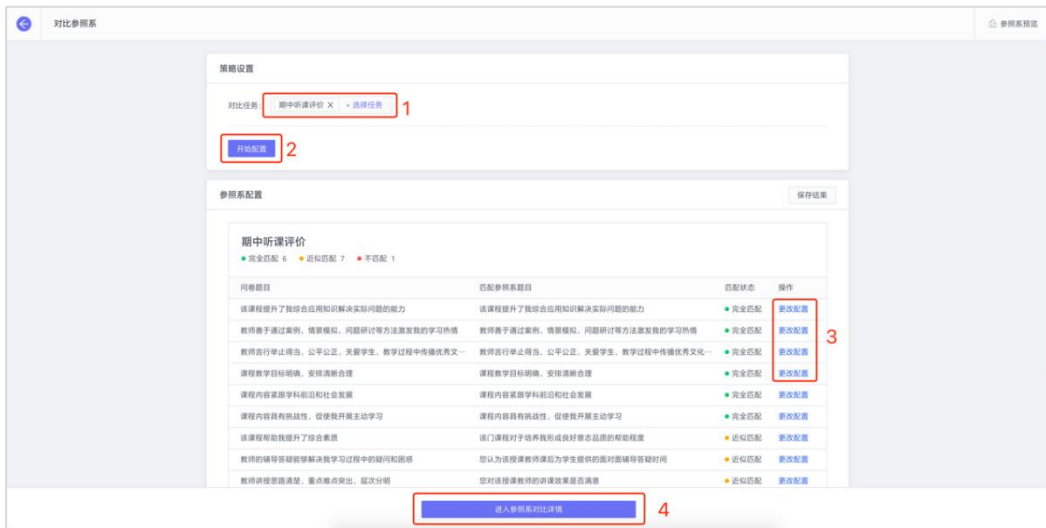 对比参照系
参照系预览
策略设置
对比任务: 期中听课评价 × + 选择任务 1
开始配置 2
参照系配置
保存结果
期中听课评价
完全匹配 6 近似匹配 7 不匹配 1
问卷题目 匹配参照系题目 匹配状态 操作
该课程提升了我综合应用知识解决实际问题的能力 该课程提升了我综合应用知识解决实际问题的能力 完全匹配 更改配置
教师善于通过案例、情景模拟、问题研讨等方法激发我的学习热情 教师善于通过案例、情景模拟、问题研讨等方法激发我的学习热情 完全匹配 更改配置
3
教师言行举止得当,公平公正,关爱学生,教学过程中传播优秀文… 教师言行举止得当,公平公正,关爱学生,教学过程中传播优秀文化… 完全匹配 更改配置
课程教学目标明确,安排清晰合理 课程教学目标明确,安排清晰合理 完全匹配 更改配置
课程内容紧跟学科前沿和社会发展 课程内容紧跟学科前沿和社会发展 完全匹配 更改配置
课程内容具有挑战性,促使我开展主动学习 课程内容具有挑战性,促使我开展主动学习 完全匹配 更改配置
该课程帮助我提升了综合素质 该门课程对于培养我形成良好意志品质的帮助程度 近似匹配 更改配置
教师的辅导答疑能够解决我学习过程中的疑问和困惑 您认为该授课教师课后为学生提供的面对面辅导答疑时间 近似匹配 更改配置
教师讲授思路清楚,重点难点突出,层次分明 您对该授课教师的讲课效果是否满意 近似匹配 更改配置
进入参照系对比详情 4